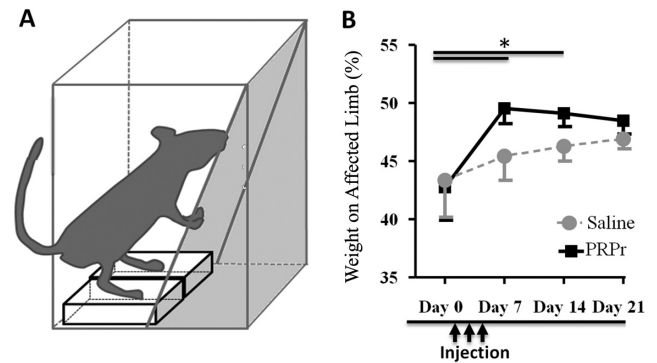 A
B
*
Weight on Affected Limb (%)
55
50
45
40
35
Saline
PRPr
Day 0 Day 7 Day 14 Day 21
Injection